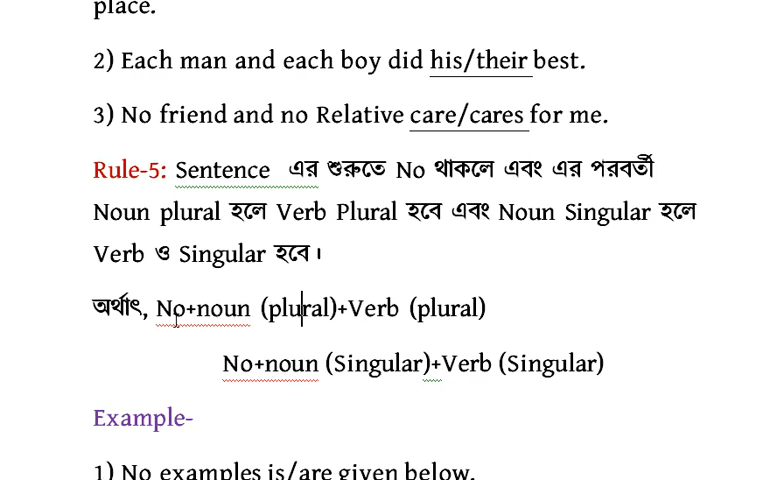 place.
2) Each man and each boy did his/their best.
3) No friend and no Relative care/cares for me.
Rule-5: Sentence এর শুরুতে No থাকলে এবং এর পরবর্তী
Noun plural হলে Verb Plural হবে এবং Noun Singular হলে
Verb ও Singular হবে।
অর্থাৎ, No+noun (plural)+Verb (plural)
No+noun (Singular)+Verb (Singular)
Example-
1) No examples is/are given below.